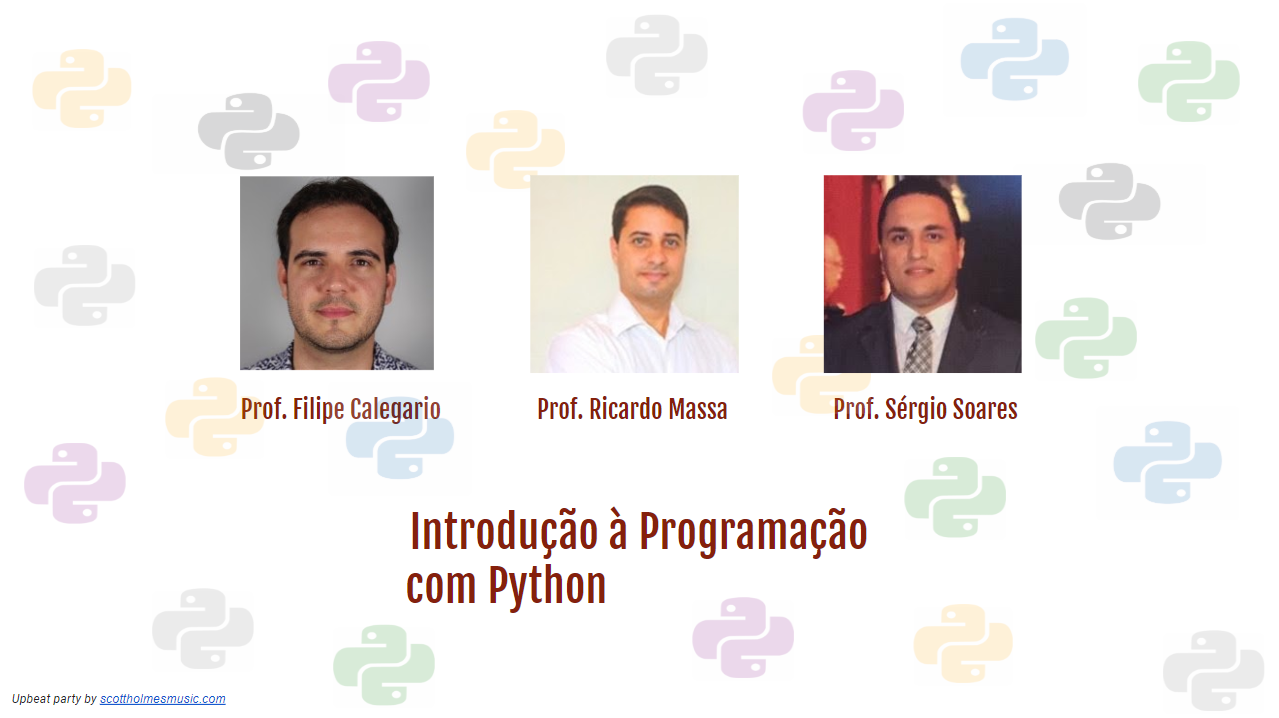 Prof. Filipe Calegario
Prof. Ricardo Massa
Prof. Sérgio Soares
Introdução à Programação
com Python
Upbeat party by scottholmesmusic.com